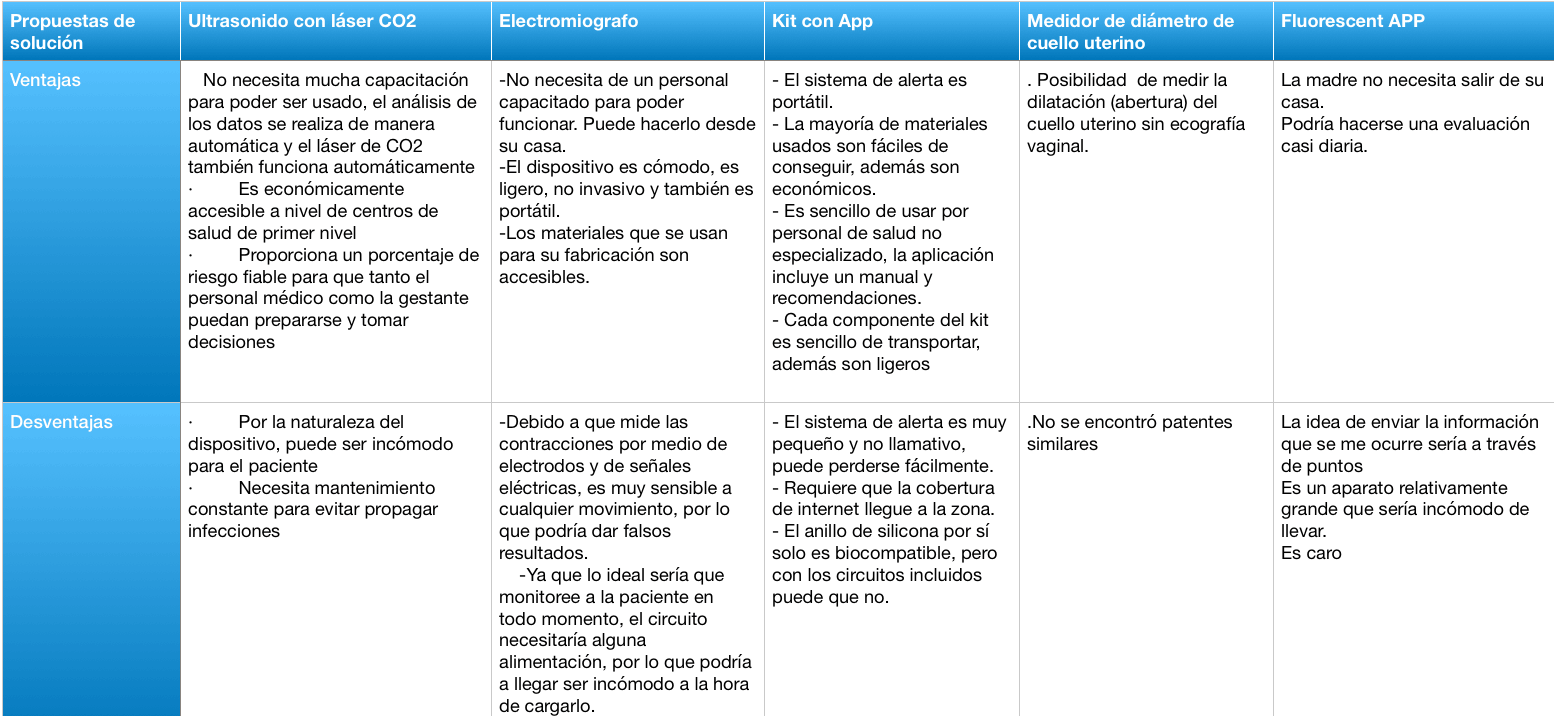 Propuestas de
solución
Ultrasonido con láser CO2
Electromiografo
Kit con App
Medidor de diámetro de
cuello uterino
Fluorescent APP
Ventajas
No necesita mucha capacitación
para poder ser usado, el análisis de
los datos se realiza de manera
automática y el láser de CO2
también funciona automáticamente
· Es económicamente
accesible a nivel de centros de
salud de primer nivel
· Proporciona un porcentaje de
riesgo fiable para que tanto el
personal médico como la gestante
puedan prepararse y tomar
decisiones
-No necesita de un personal
capacitado para poder
funcionar. Puede hacerlo desde
su casa.
-El dispositivo es cómodo, es
ligero, no invasivo y también es
portátil.
-Los materiales que se usan
para su fabricación son
accesibles.
- El sistema de alerta es
portátil.
- La mayoría de materiales
usados son fáciles de
conseguir, además son
económicos.
- Es sencillo de usar por
personal de salud no
especializado, la aplicación
incluye un manual y
recomendaciones.
- Cada componente del kit
es sencillo de transportar,
además son ligeros
. Posibilidad de medir la
dilatación (abertura) del
cuello uterino sin ecografía
vaginal.
La madre no necesita salir de su
casa.
Podría hacerse una evaluación
casi diaria.
Desventajas
· Por la naturaleza del
dispositivo, puede ser incómodo
para el paciente
· Necesita mantenimiento
constante para evitar propagar
infecciones
-Debido a que mide las
contracciones por medio de
electrodos y de señales
eléctricas, es muy sensible a
cualquier movimiento, por lo
que podría dar falsos
resultados.
-Ya que lo ideal sería que
monitoree a la paciente en
todo momento, el circuito
necesitaría alguna
alimentación, por lo que podría
a llegar ser incómodo a la hora
de cargarlo.
- El sistema de alerta es muy
pequeño y no llamativo,
puede perderse fácilmente.
- Requiere que la cobertura
de internet llegue a la zona.
- El anillo de silicona por sí
solo es biocompatible, pero
con los circuitos incluidos
puede que no.
.No se encontró patentes
similares
La idea de enviar la información
que se me ocurre sería a través
de puntos
Es un aparato relativamente
grande que sería incómodo de
llevar.
Es caro